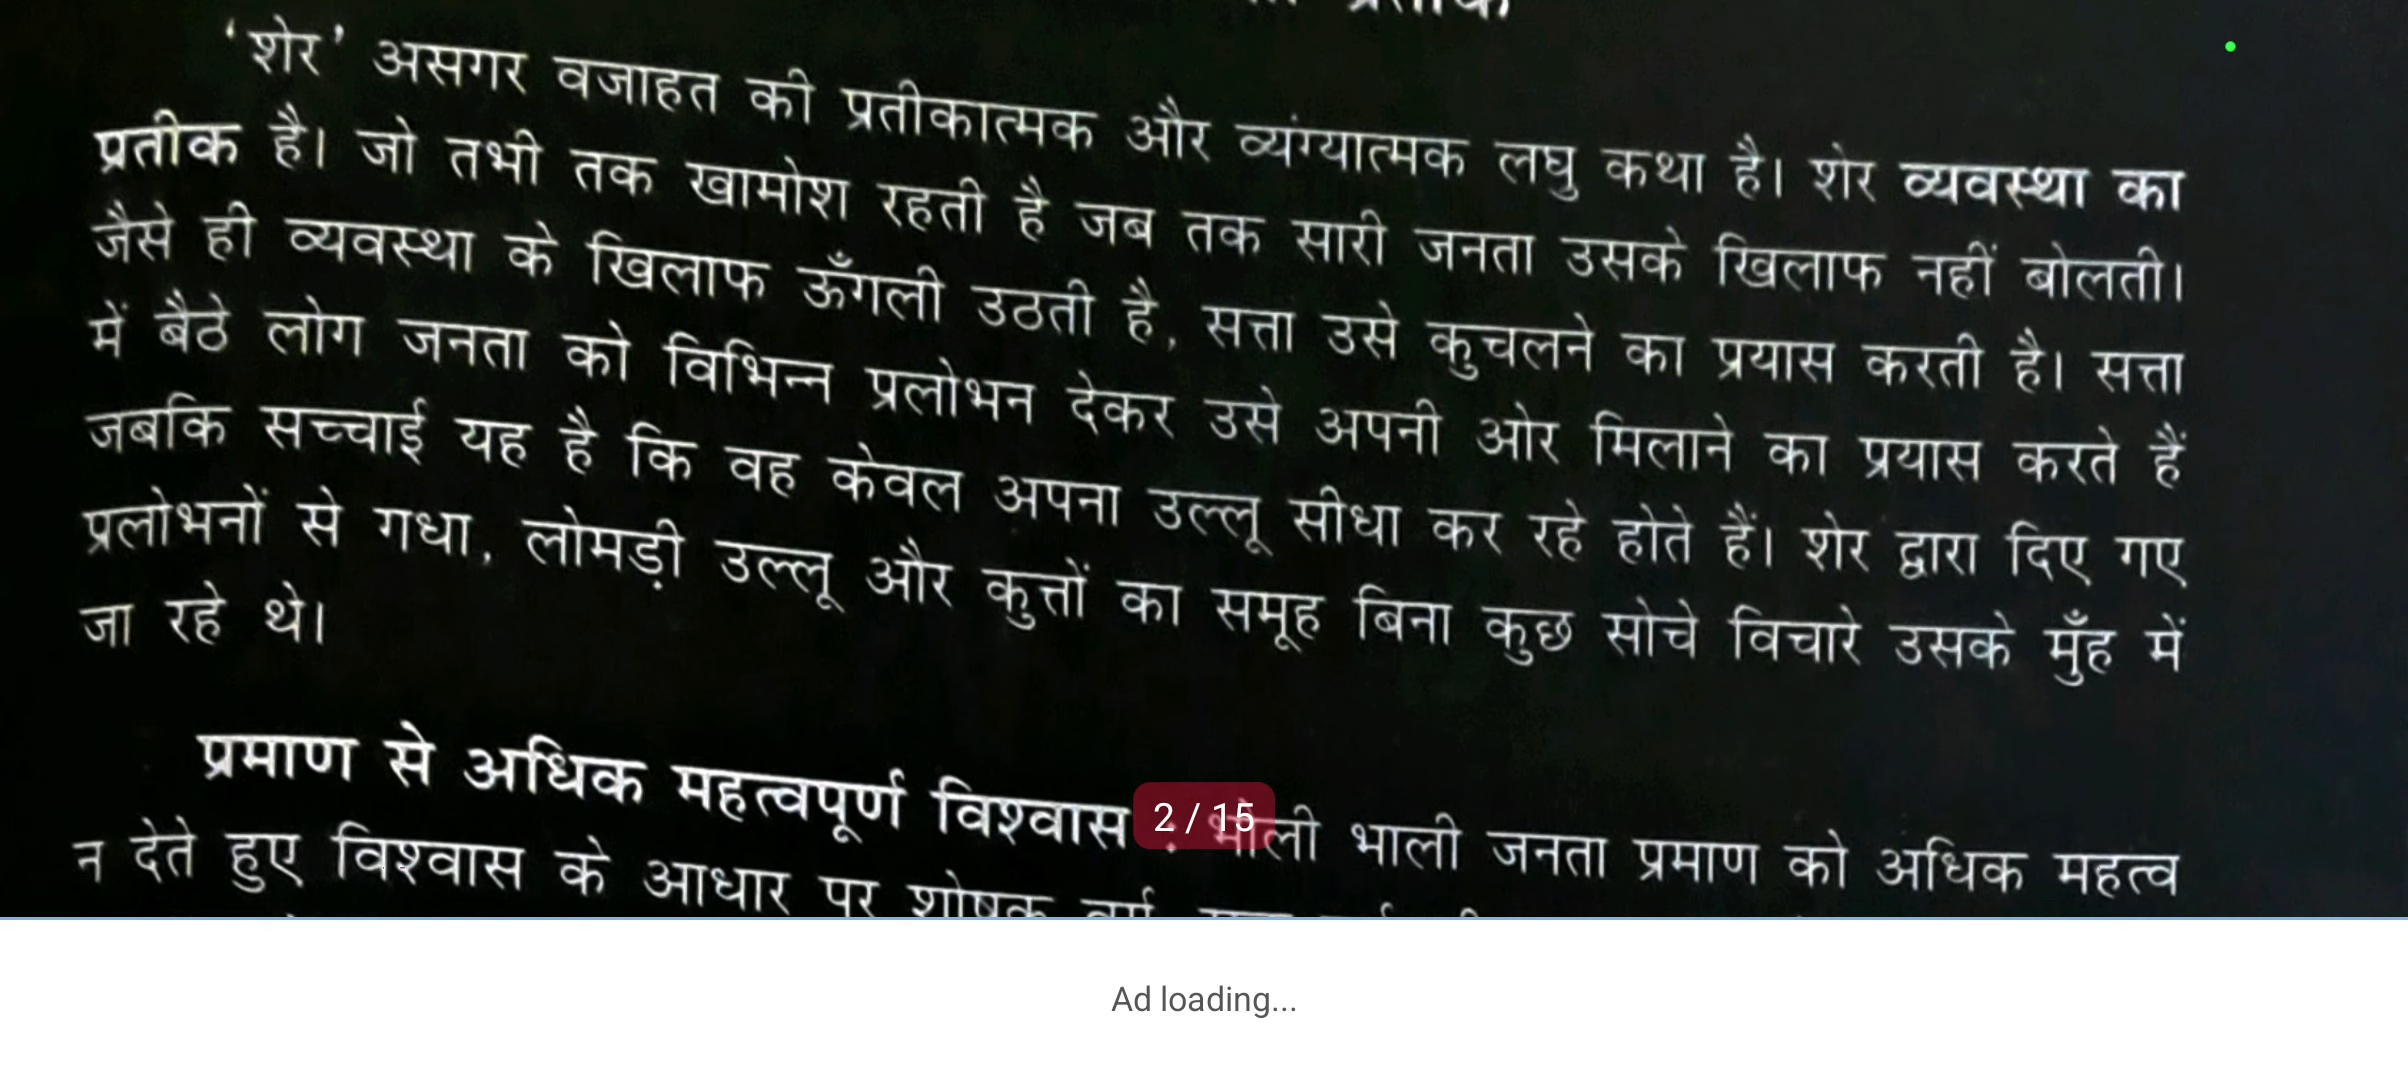 प्रतीक
‘शेर’ असगर वजाहत की प्रतीकात्मक और व्यंग्यात्मक लघु कथा है। शेर व्यवस्था का
प्रतीक है। जो तभी तक खामोश रहती है जब तक सारी जनता उसके खिलाफ नहीं बोलती।
जैसे ही व्यवस्था के खिलाफ ऊँगली उठती है, सत्ता उसे कुचलने का प्रयास करती है। सत्ता
में बैठे लोग जनता को विभिन्न प्रलोभन देकर उसे अपनी ओर मिलाने का प्रयास करते हैं
जबकि सच्चाई यह है कि वह केवल अपना उल्लू सीधा कर रहे होते हैं। शेर द्वारा दिए गए
प्रलोभनों से गधा, लोमड़ी उल्लू और कुत्तों का समूह बिना कुछ सोचे विचारे उसके मुँह में
जा रहे थे।
प्रमाण से अधिक महत्वपूर्ण विश्वास : भोली भाली जनता प्रमाण को अधिक महत्व
2 / 15
न देते हुए विश्वास के आधार पर शोषक वर्ग
Ad loading...